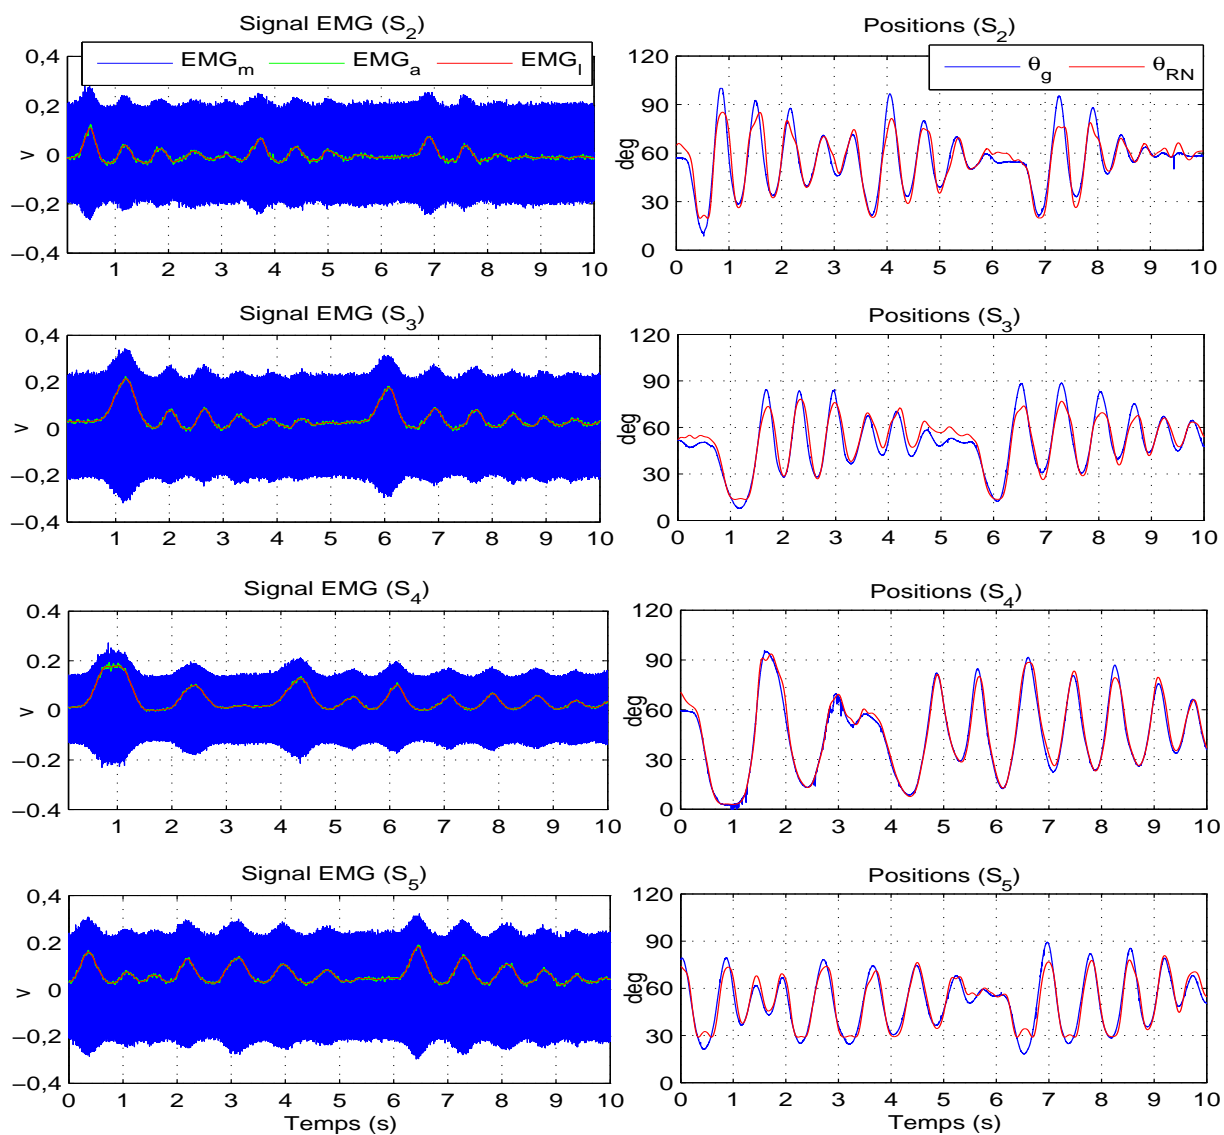 Signal EMG (S2)
EMGm EMGa EMGl
0,4
0,2
0
−0,2
−0,4
v
1 2 3 4 5 6 7 8 9 10
Positions (S2)
θg θRN
120
90
60
30
0
deg
0 1 2 3 4 5 6 7 8 9 10
Signal EMG (S3)
0.4
0,2
0
−0.2
−0,4
v
1 2 3 4 5 6 7 8 9 10
Positions (S3)
120
90
60
30
0
deg
0 1 2 3 4 5 6 7 8 9 10
Signal EMG (S4)
0.4
0.2
0
−0.2
−0.4
v
1 2 3 4 5 6 7 8 9 10
Positions (S4)
120
90
60
30
0
deg
0 1 2 3 4 5 6 7 8 9 10
Signal EMG (S5)
0.4
0.2
0
−0.2
−0,4
v
0 1 2 3 4 5 6 7 8 9 10
Temps (s)
Positions (S5)
120
90
60
30
0
deg
0 1 2 3 4 5 6 7 8 9 10
Temps (s)